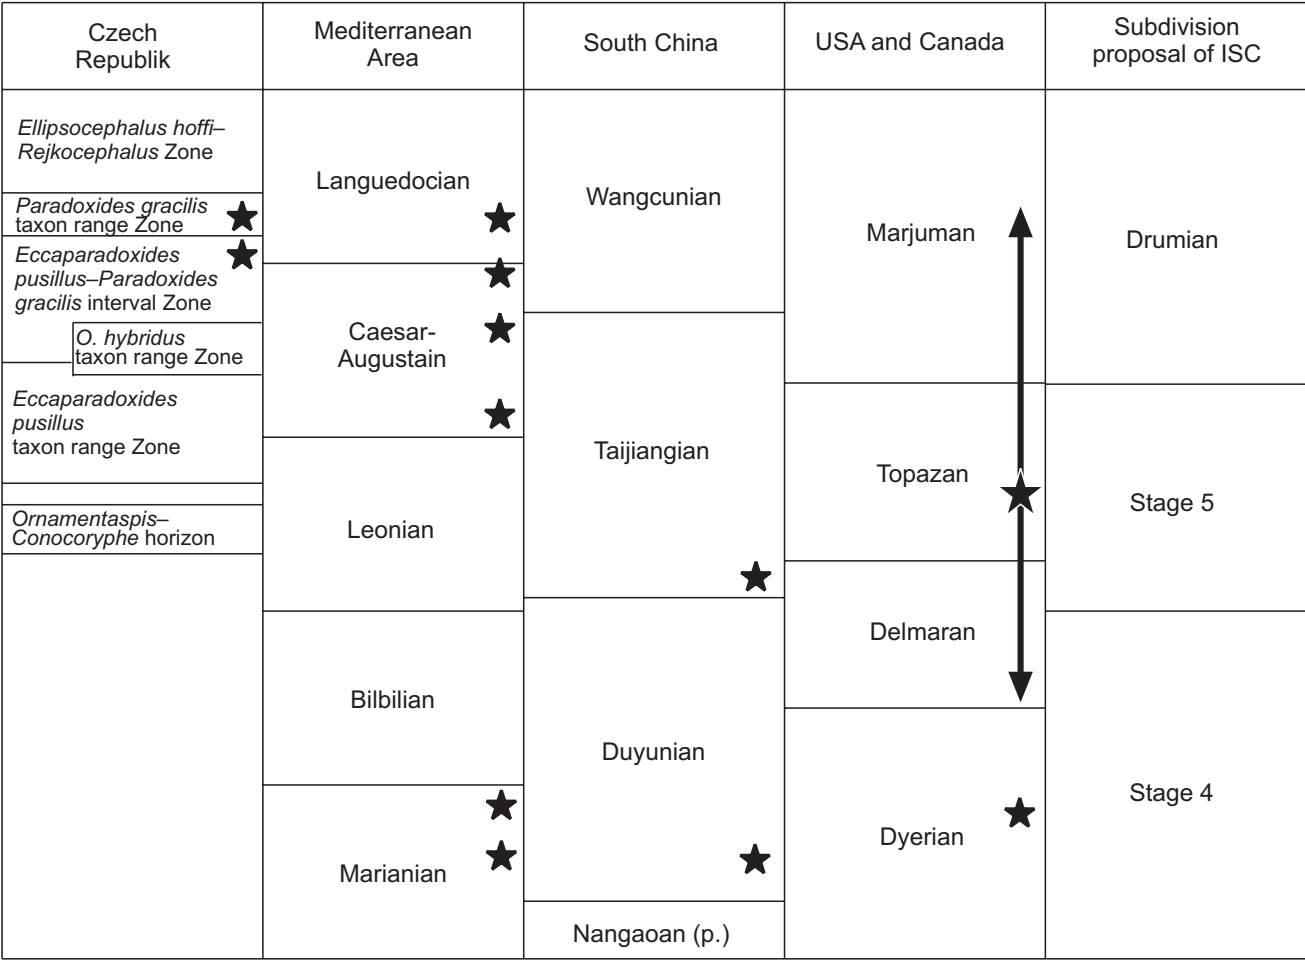 Czech
Republik
Mediterranean
Area
South China
USA and Canada
Subdivision
proposal of ISC
Ellipsocephalus hoffi–
Rejkocephalus Zone
Paradoxides gracilis
taxon range Zone
Eccaparadoxides
pusillus–Paradoxides
gracilis interval Zone
O. hybridus
taxon range Zone
Eccaparadoxides
pusillus
taxon range Zone
Ornamentaspis–
Conocoryphe horizon
Languedocian
Caesar-
Augustain
Leonian
Bilbilian
Marianian
Wangcunian
Taijiangian
Duyunian
Nangaoan (p.)
Marjuman
Topazan
Delmaran
Dyerian
Drumian
Stage 5
Stage 4